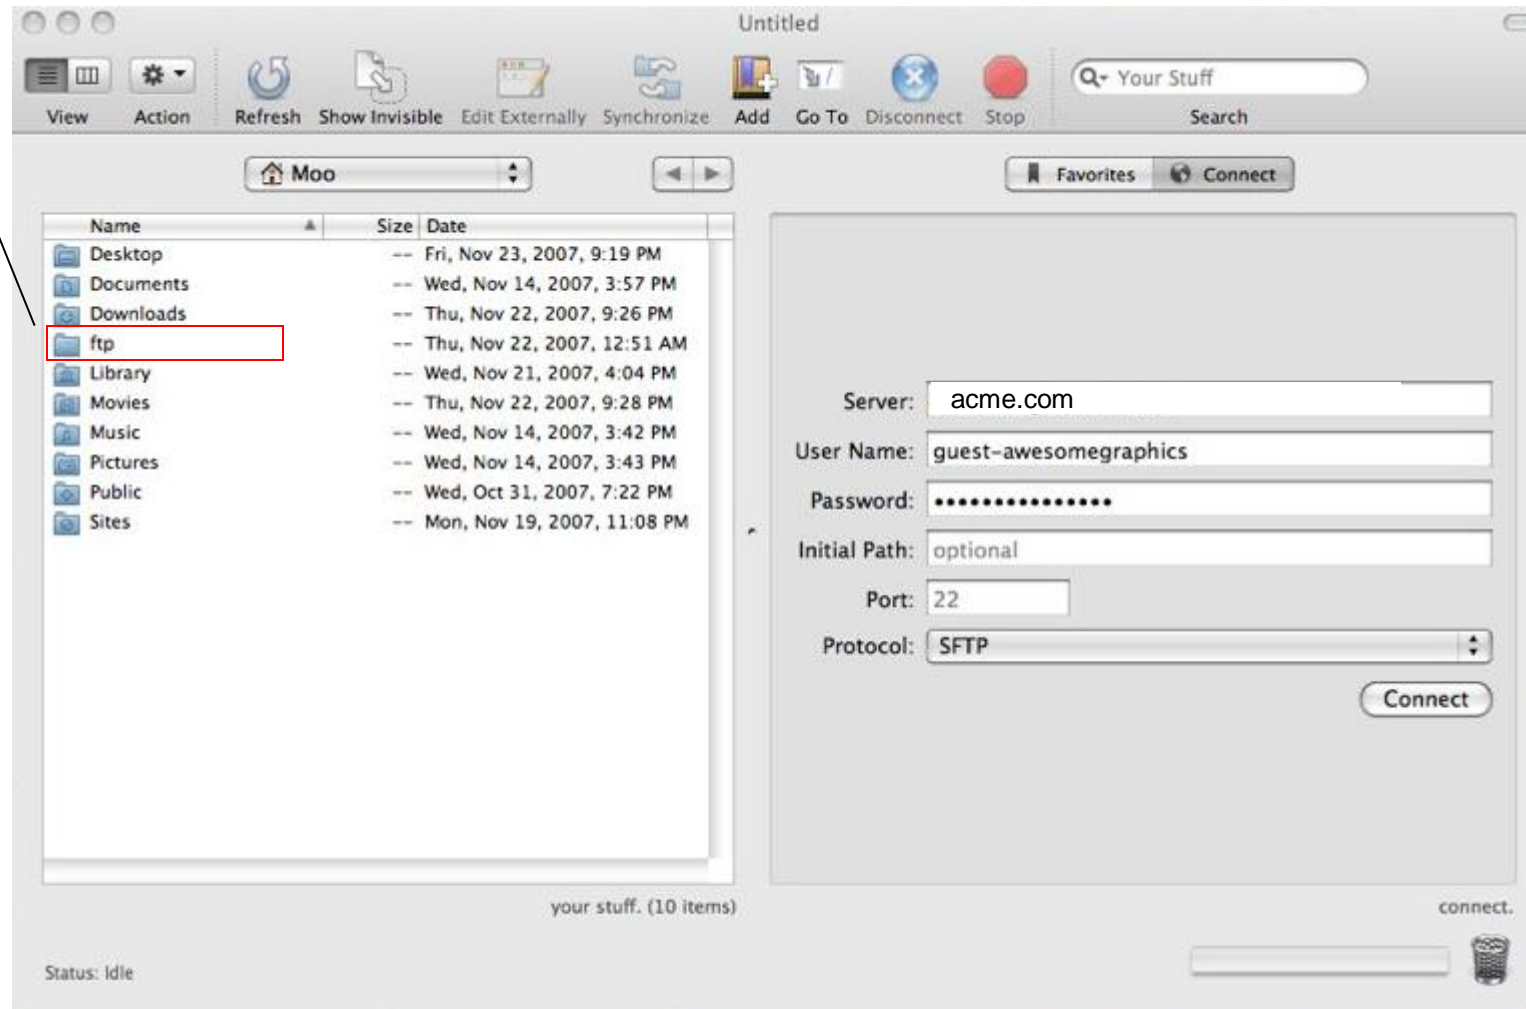 Untitled
View Action Refresh Show Invisible Edit Externally Synchronize Add Go To Disconnect Stop Search
Your Stuff
Moo
Favorites Connect
Name Size Date
Desktop -- Fri, Nov 23, 2007, 9:19 PM
Documents -- Wed, Nov 14, 2007, 3:57 PM
Downloads -- Thu, Nov 22, 2007, 9:26 PM
ftp -- Thu, Nov 22, 2007, 12:51 AM
Library -- Wed, Nov 21, 2007, 4:04 PM
Movies -- Thu, Nov 22, 2007, 9:28 PM
Music -- Wed, Nov 14, 2007, 3:42 PM
Pictures -- Wed, Nov 14, 2007, 3:43 PM
Public -- Wed, Oct 31, 2007, 7:22 PM
Sites -- Mon, Nov 19, 2007, 11:08 PM
your stuff. (10 items)
Server: acme.com
User Name: guest-awesomegraphics
Password: •••••••••••••••
Initial Path: optional
Port: 22
Protocol: SFTP
Connect
connect.
Status: Idle